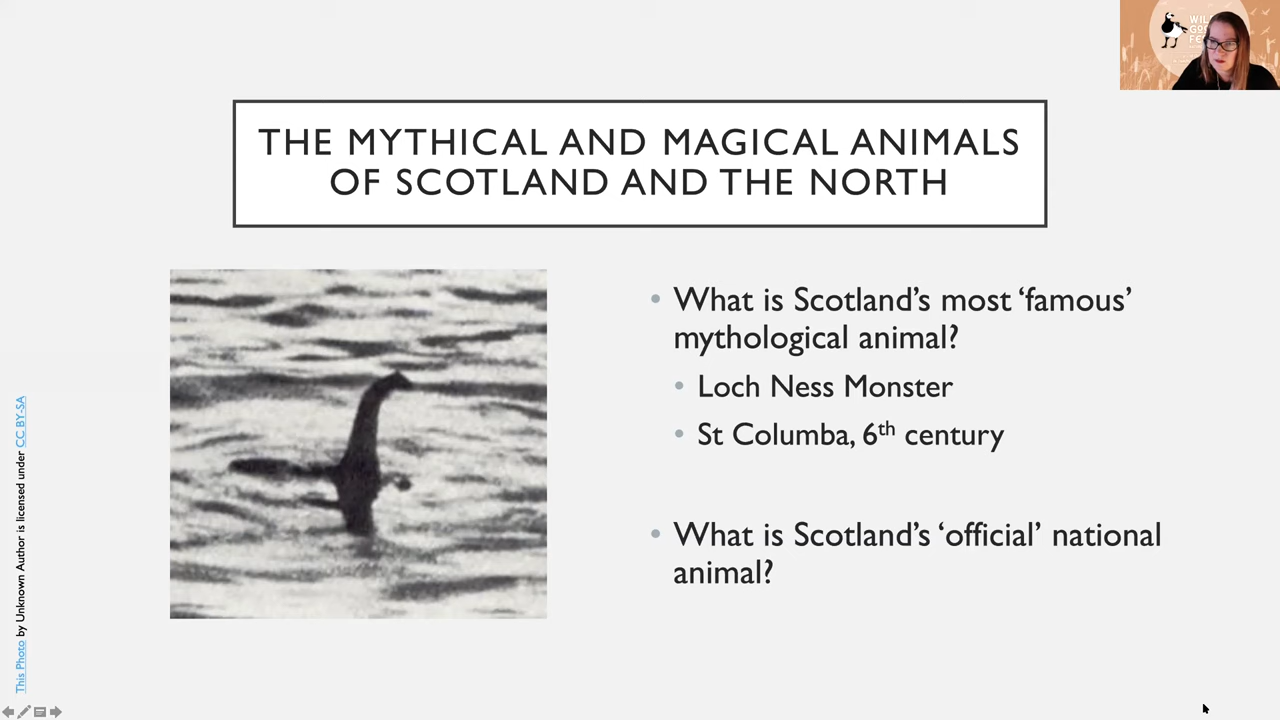 THE MYTHICAL AND MAGICAL ANIMALS
OF SCOTLAND AND THE NORTH
• What is Scotland's most ‘famous’
mythological animal?
• Loch Ness Monster
• St Columba, 6th century
• What is Scotland's ‘official’ national
animal?
This Photo by Unknown Author is licensed under CC BY-SA